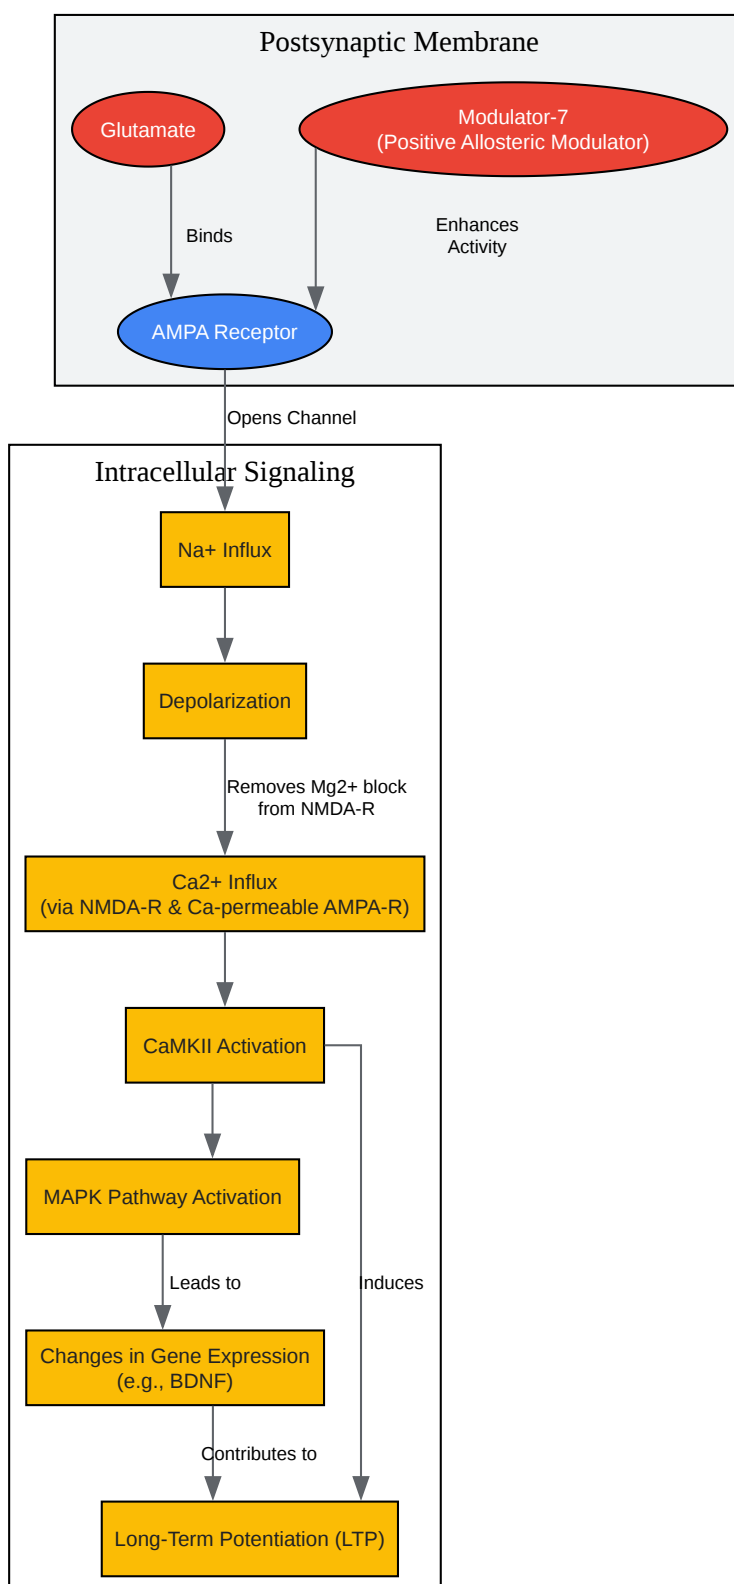 Postsynaptic Membrane
Glutamate
Modulator-7
(Positive Allosteric Modulator)
Binds
Enhances
Activity
AMPA Receptor
Opens Channel
Intracellular Signaling
Na+ Influx
Depolarization
Removes Mg2+ block
from NMDA-R
Ca2+ Influx
(via NMDA-R & Ca-permeable AMPA-R)
CaMKII Activation
MAPK Pathway Activation
Leads to
Induces
Changes in Gene Expression
(e.g., BDNF)
Contributes to
Long-Term Potentiation (LTP)